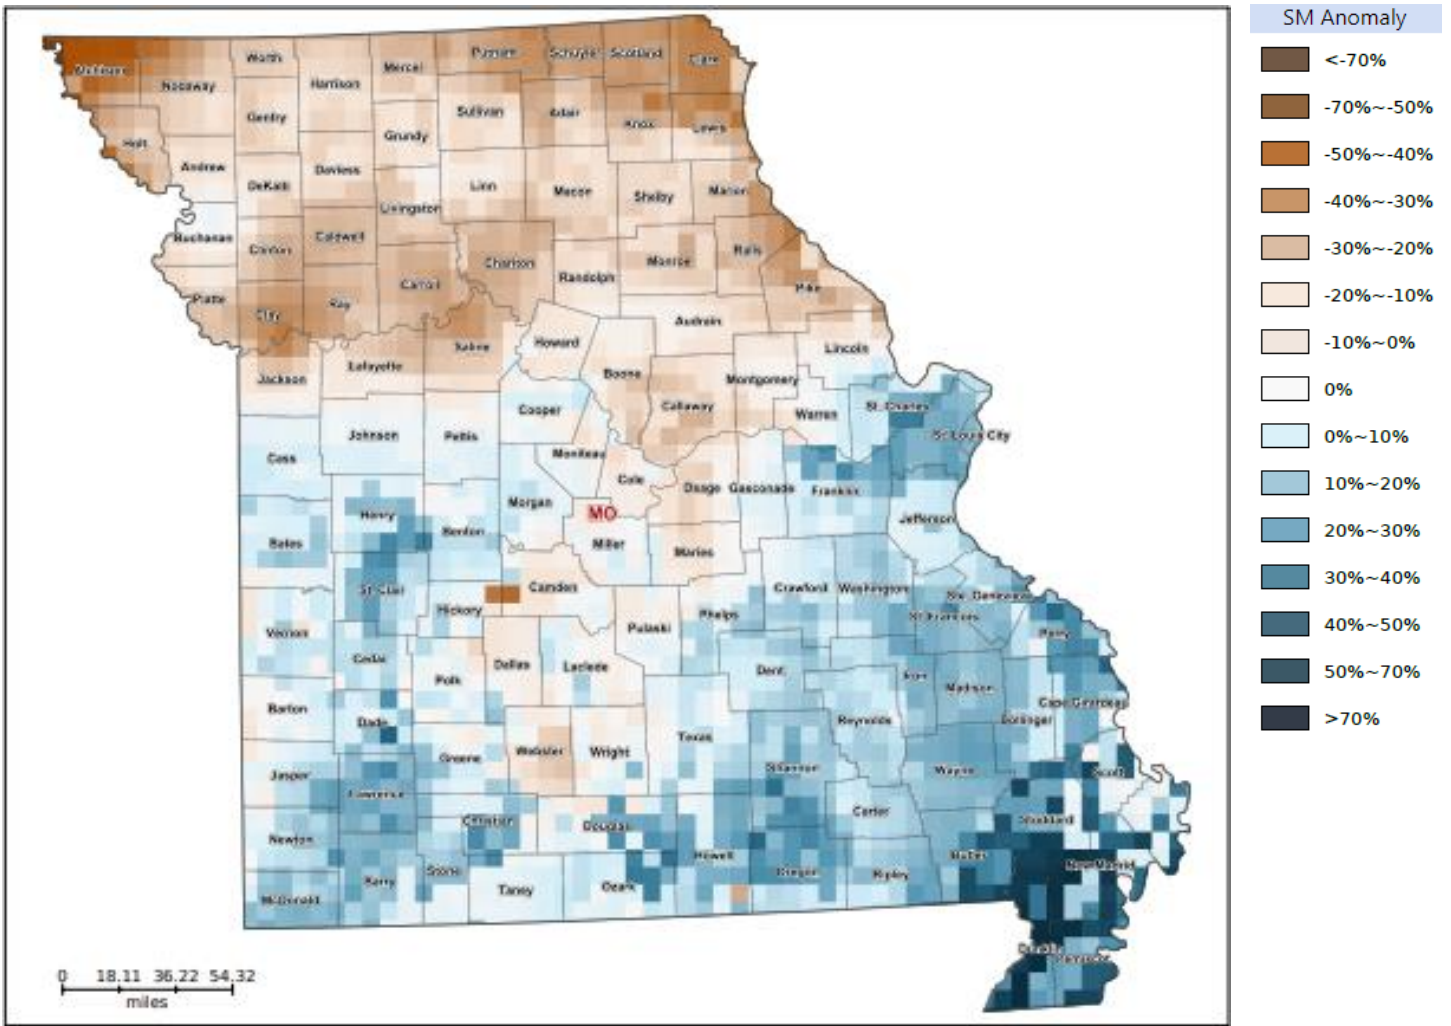 SM Anomaly
<-70%
-70%~-50%
-50%~-40%
-40%~-30%
-30%~-20%
-20%~-10%
-10%~0%
0%
0%~10%
10%~20%
20%~30%
30%~40%
40%~50%
50%~70%
>70%
Atchison
Nodaway
Worth
Harrison
Mercer
Putnam
Schuyler
Scotland
Clark
Holt
Gentry
Grundy
Sullivan
Adair
Knox
Lewis
Andrew
DeKalb
Daviess
Livingston
Linn
Macon
Shelby
Marion
Buchanan
Clinton
Caldwell
Carroll
Chariton
Randolph
Monroe
Ralls
Platte
Clay
Ray
Saline
Howard
Audrain
Pike
Jackson
Lafayette
Boone
Callaway
Montgomery
Lincoln
Cooper
Warren
St. Charles
St. Louis City
Cass
Johnson
Pettis
Moniteau
Cole
Osage
Gasconade
Franklin
Jefferson
Henry
Morgan
MO
Bates
Benton
Miller
Maries
St. Clair
Camden
Crawford
Washington
Ste. Genevieve
Hickory
Pulaski
Phelps
St. Francois
Perry
Vernon
Cedar
Polk
Dallas
Laclede
Dent
Iron
Madison
Cape Girardeau
Barton
Dade
Greene
Webster
Wright
Texas
Reynolds
Bollinger
Jasper
Lawrence
Shannon
Wayne
Scott
Newton
Christian
Douglas
Howell
Carter
Butler
Stoddard
New Madrid
McDonald
Barry
Stone
Taney
Ozark
Oregon
Ripley
Dunklin
Pemiscot
0 18.11 36.22 54.32
miles